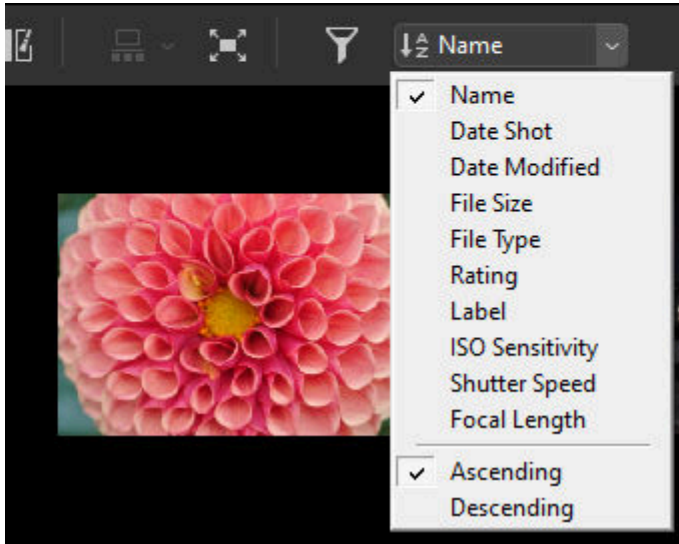 Name
Name
Date Shot
Date Modified
File Size
File Type
Rating
Label
ISO Sensitivity
Shutter Speed
Focal Length
Ascending
Descending